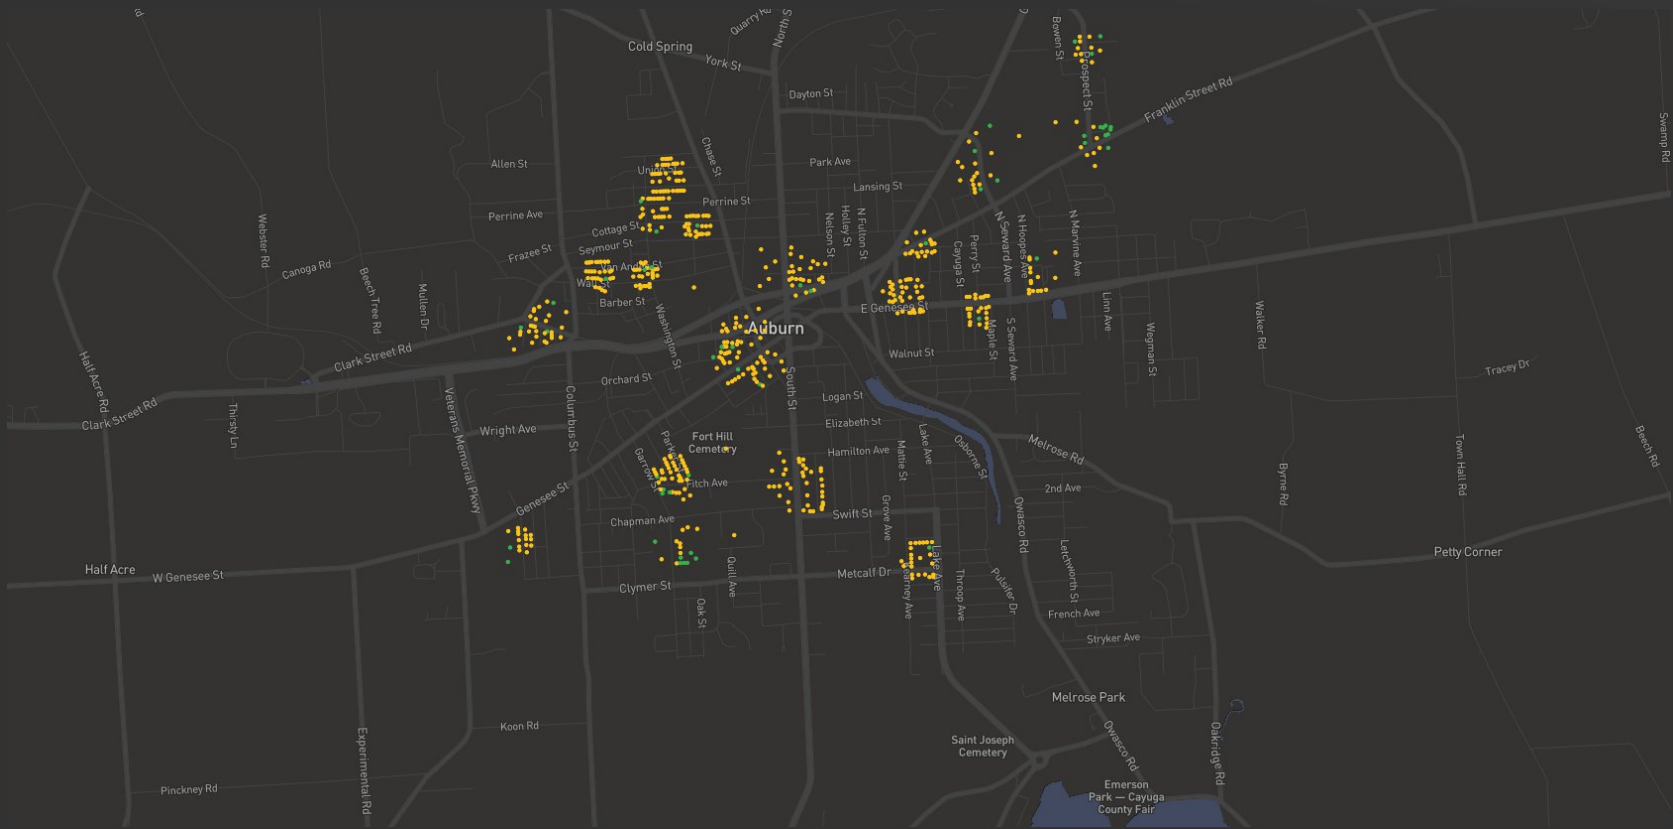 Rd
Quarry Rd
North S
Bowen St
Cold Spring
York St
Prospect St
Dayton St
Franklin Street Rd
Swamp Rd
Allen St
Union St
Chase St
Park Ave
Lansing St
Perrine St
Perrine Ave
Webster Rd
Cottage St
Nelson St
Holley St
N Fulton St
N Seward Ave
N Hoopes Ave
N Marvine Ave
Perry St
Cayuga St
Frazee St
Seymour St
Canoga Rd
Beech Tree Rd
Mullen Dr
Wall St
Barber St
Washington St
E Genesee St
Auburn
Maple St
S Seward Ave
Linn Ave
Wegman St
Walker Rd
Walnut St
Clark Street Rd
Half Acre Rd
Orchard St
Tracey Dr
South St
Columbus St
Veterans Memorial Pkwy
Logan St
Clark Street Rd
Thirsty Ln
Wright Ave
Elizabeth St
Fort Hill
Cemetery
Hamilton Ave
Mattie St
Lake Ave
Osborne St
Melrose Rd
Beech Rd
Town Hall Rd
Byrne Rd
Garrow St
Fitch Ave
2nd Ave
Genesee St
Chapman Ave
Swift St
Grove Ave
Owasco Rd
Letchworth St
Petty Corner
Half Acre
W Genesee St
Clymer St
Quill Ave
Oak St
Metcalf Dr
Lake Ave
Throop Ave
Pulsifer Dr
French Ave
Stryker Ave
Melrose Park
Koon Rd
Experimental Rd
Saint Joseph
Cemetery
Owasco Rd
Oakridge Rd
Pinckney Rd
Emerson
Park — Cayuga
County Fair